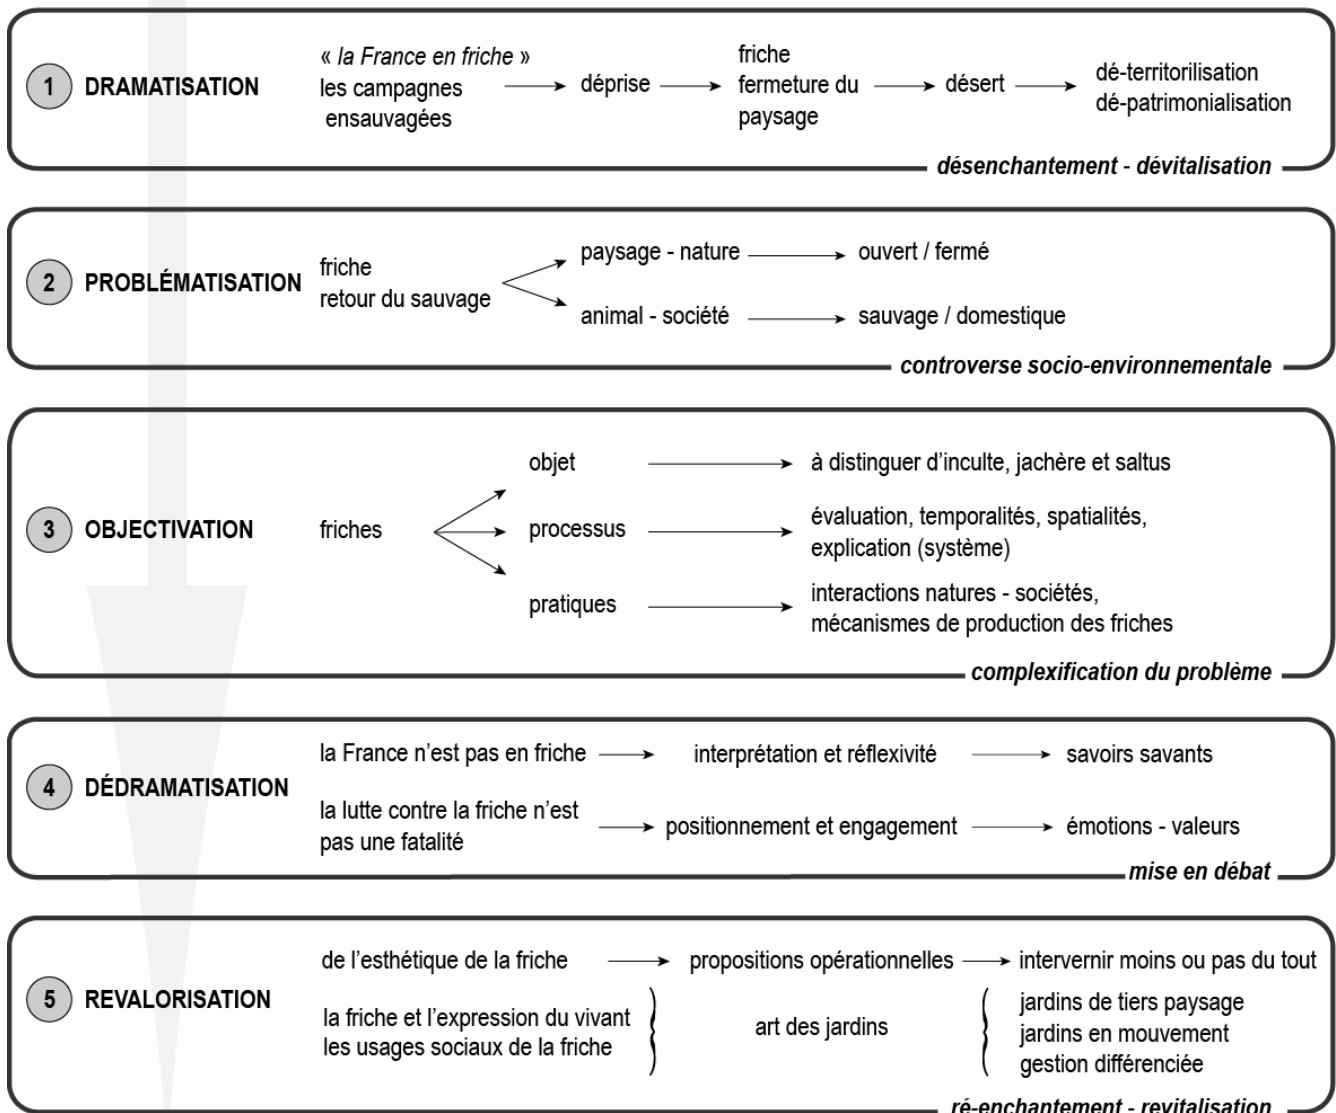 1 DRAMATISATION
« la France en friche »
les campagnes
ensauvagées
déprise
friche
fermeture du
paysage
désert
dé-territorilisation
dé-patrimonialisation
désenchantement - dévitalisation
2 PROBLÉMATISATION
friche
retour du sauvage
paysage - nature
ouvert / fermé
animal - société
sauvage / domestique
controverse socio-environnementale
3 OBJECTIVATION
friches
objet
à distinguer d’inculte, jachère et saltus
processus
évaluation, temporalités, spatialités,
explication (système)
pratiques
interactions natures - sociétés,
mécanismes de production des friches
complexification du problème
4 DÉDRAMATISATION
la France n’est pas en friche
interprétation et réflexivité
savoirs savants
la lutte contre la friche n’est
pas une fatalité
positionnement et engagement
émotions - valeurs
mise en débat
5 REVALORISATION
de l’esthétique de la friche
propositions opérationnelles
intervenir moins ou pas du tout
la friche et l’expression du vivant
les usages sociaux de la friche
art des jardins
jardins de tiers paysage
jardins en mouvement
gestion différenciée
ré-enchantement - revitalisation